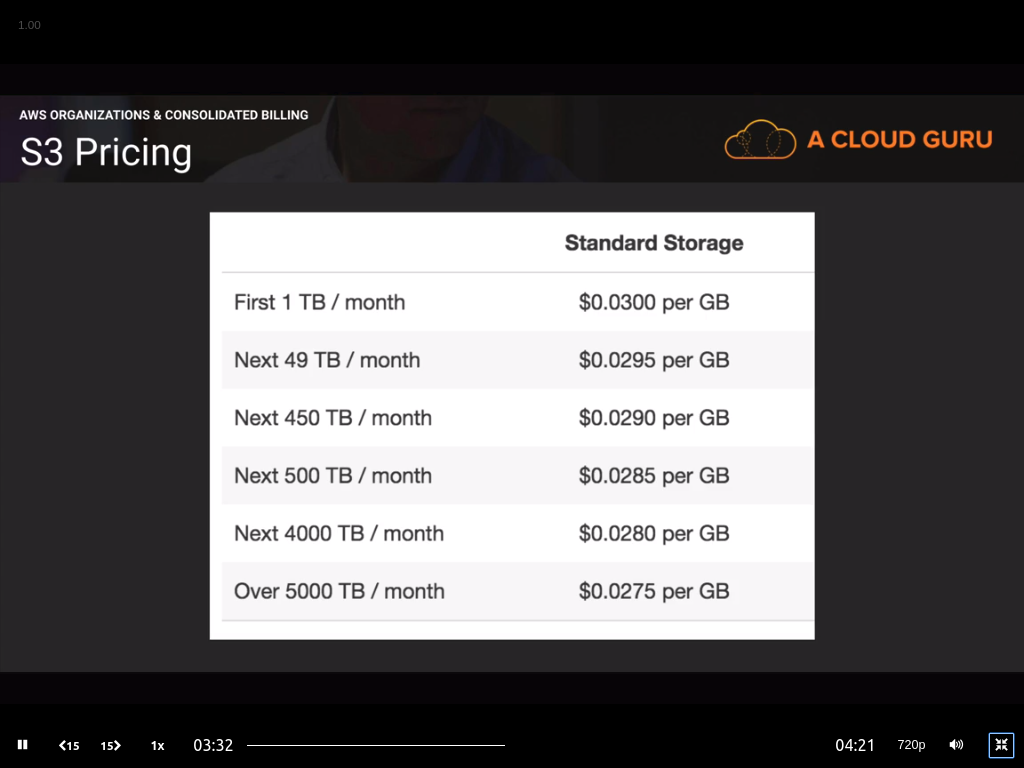 1.00
AWS ORGANIZATIONS & CONSOLIDATED BILLING
S3 Pricing
A CLOUD GURU
Standard Storage
First 1 TB / month $0.0300 per GB
Next 49 TB / month $0.0295 per GB
Next 450 TB / month $0.0290 per GB
Next 500 TB / month $0.0285 per GB
Next 4000 TB / month $0.0280 per GB
Over 5000 TB / month $0.0275 per GB
15 15 1x 03:32 04:21 720p